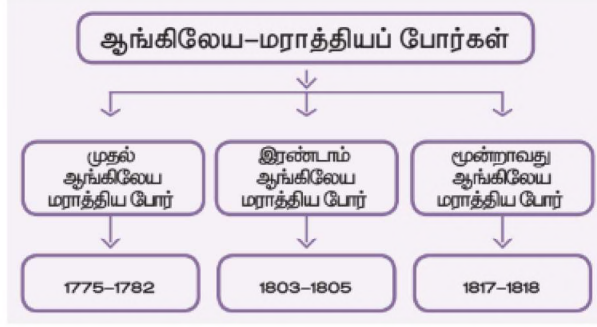 ஆங்கிலேய-மராத்தியப் போர்கள்
முதல்
ஆங்கிலேய
மராத்திய போர்
இரண்டாம்
ஆங்கிலேய
மராத்திய போர்
மூன்றாவது
ஆங்கிலேய
மராத்திய போர்
1775-1782
1803-1805
1817-1818